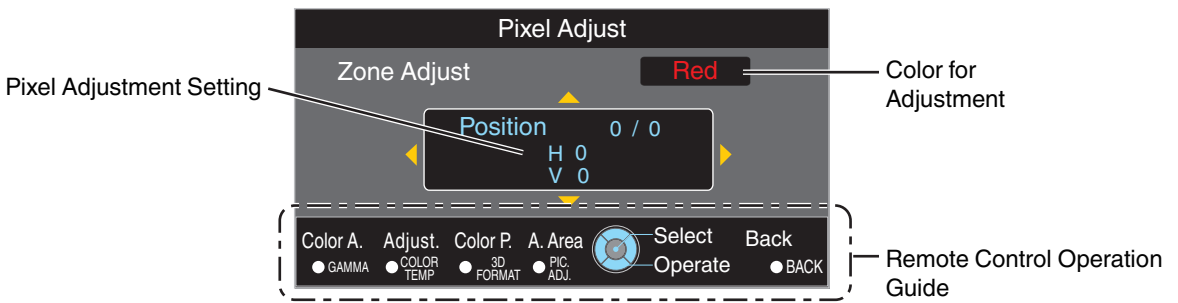 Pixel Adjust
Zone Adjust
Red
Pixel Adjustment Setting
Color for
Adjustment
Position 0 / 0
H 0
V 0
Color A. Adjust. Color P. A. Area Select Back
GAMMA COLOR TEMP 3D FORMAT PIC. ADJ. Operate BACK
Remote Control Operation
Guide